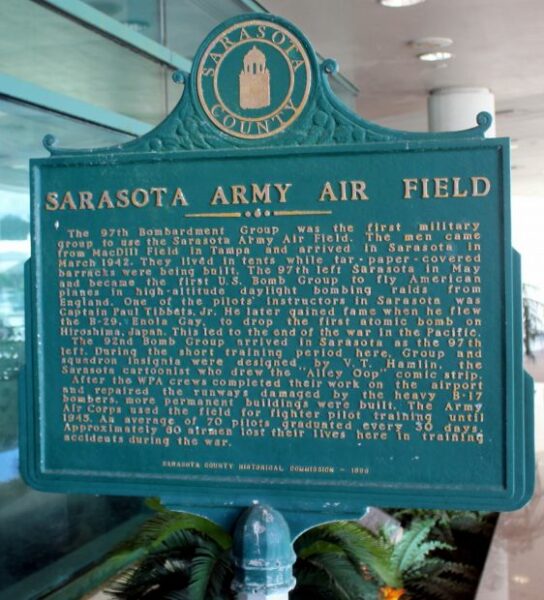 SARASOTA
COUNTY
SARASOTA ARMY AIR FIELD
The 97th Bombardment Group was the first military
group to use the Sarasota Army Air Field. The men came
from MacDill Field in Tampa and arrived in Sarasota in
March 1942. They lived in tents while tar-paper-covered
barracks were being built. The 97th left Sarasota in May
and became the first U.S. Bomb Group to fly American
planes in high-altitude daylight bombing raids from
England. One of the pilots' instructors in Sarasota was
Captain Paul Tibbets, Jr. He later gained fame when he flew
the B-29, Enola Gay, to drop the first atomic bomb on
Hiroshima, Japan. This led to the end of the war in the Pacific.
The 92nd Bomb Group arrived in Sarasota as the 97th
left. During the short training period here, Group and
squadron insignia were designed by V.T. Hamlin, the
Sarasota cartoonist who drew the "Alley Oop" comic strip.
After the WPA crews completed their work on the airport
and repaired the runways damaged by the heavy B-17
bombers, more permanent buildings were built. The Army
Air Corps used the field for fighter pilot training until
1945. An average of 70 pilots graduated every 30 days.
Approximately 80 airmen lost their lives here in training
accidents during the war.
SARASOTA COUNTY HISTORICAL COMMISSION -